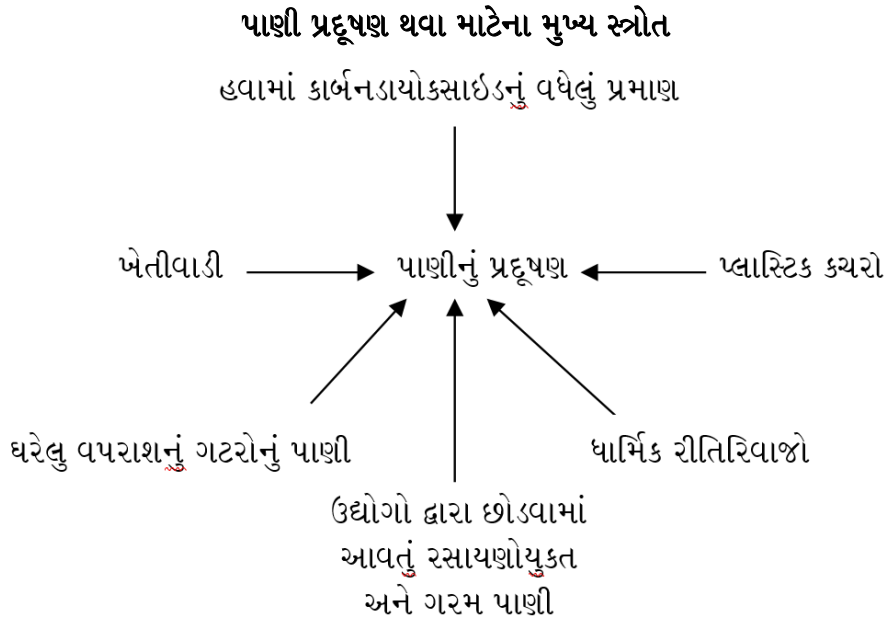 પાણી પ્રદૂષણ થવા માટેના મુખ્ય સ્ત્રોત
હવામાં કાર્બનડાયોકસાઇડનું વધેલું પ્રમાણ
ખેતીવાડી
પાણીનું પ્રદૂષણ
પ્લાસ્ટિક કચરો
ઘરેલુ વપરાશનું ગટરોનું પાણી
ધાર્મિક રીતિરિવાજો
ઉદ્યોગો દ્વારા છોડવામાં
આવતું રસાયણોયુકત
અને ગરમ પાણી